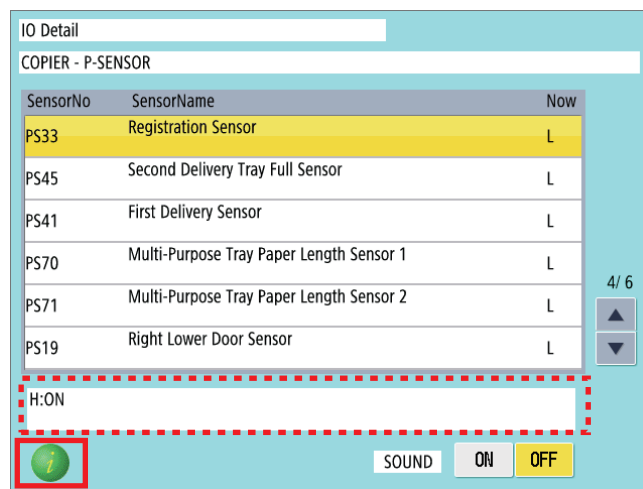 IO Detail
COPIER - P-SENSOR
SensorNo SensorName Now
PS33 Registration Sensor L
PS45 Second Delivery Tray Full Sensor L
PS41 First Delivery Sensor L
PS70 Multi-Purpose Tray Paper Length Sensor 1 L
PS71 Multi-Purpose Tray Paper Length Sensor 2 L
PS19 Right Lower Door Sensor L
4/ 6
H:ON
i SOUND ON OFF